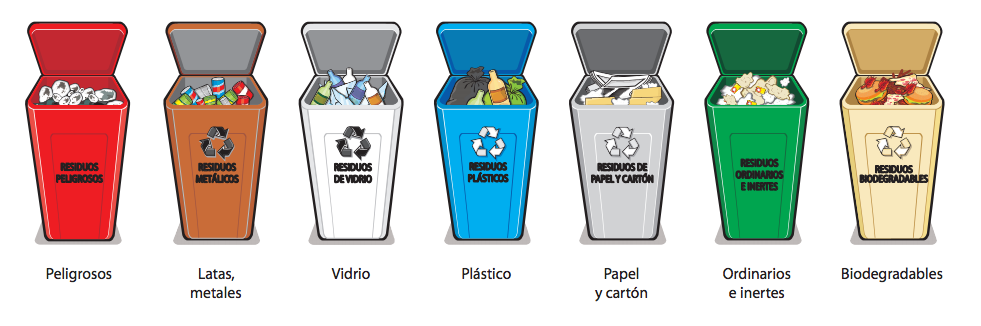 RESIDUOS
PELIGROSOS
RESIDUOS
METÁLICOS
RESIDUOS
DE VIDRIO
RESIDUOS
PLÁSTICOS
RESIDUOS DE
PAPEL Y CARTÓN
RESIDUOS
ORDINARIOS
E INERTES
RESIDUOS
BIODEGRADABLES
Peligrosos
Latas,
metales
Vidrio
Plástico
Papel
y cartón
Ordinarios
e inertes
Biodegradables